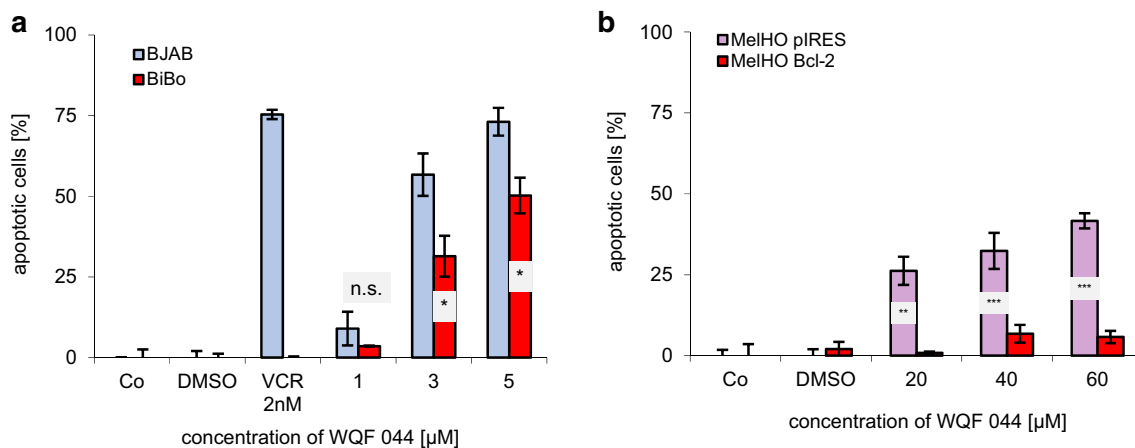 a
100
75
50
25
0
apoptotic cells [%]
BJAB
BiBo
n.s.
*
*
Co DMSO VCR 1 3 5
2nM
concentration of WQF 044 [µM]
b
100
75
50
25
0
apoptotic cells [%]
MelHO pIRES
MelHO Bcl-2
**
***
***
Co DMSO 20 40 60
concentration of WQF 044 [µM]